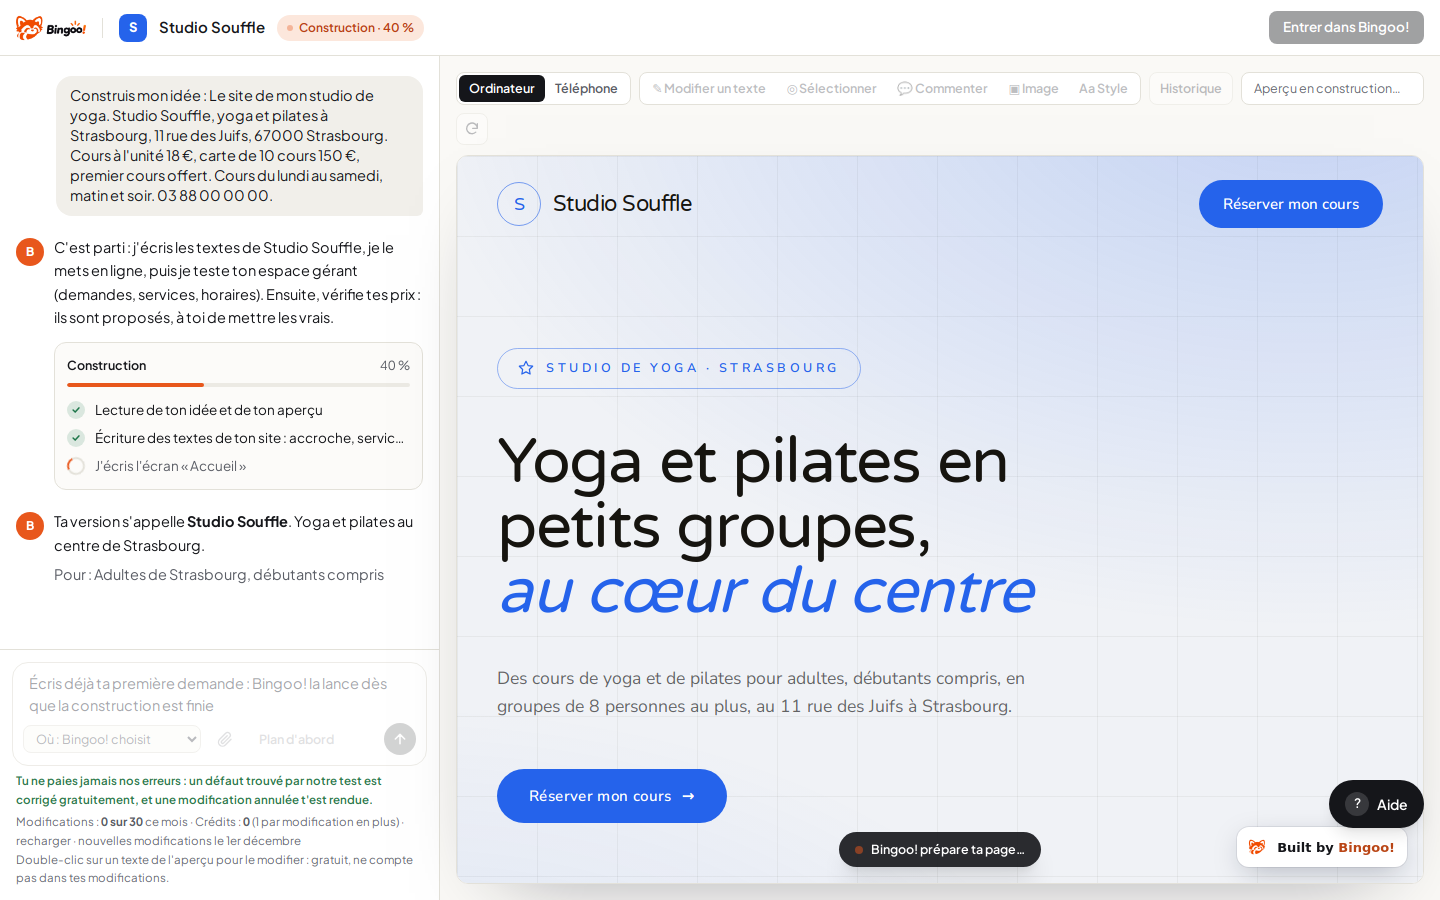 Bingoo!
S
Studio Souffle
Construction · 40 %
Entrer dans Bingoo!
Construis mon idée : Le site de mon studio de
yoga. Studio Souffle, yoga et pilates à
Strasbourg, 11 rue des Juifs, 67000 Strasbourg.
Cours à l'unité 18 €, carte de 10 cours 150 €,
premier cours offert. Cours du lundi au samedi,
matin et soir. 03 88 00 00 00.
B
C'est parti : j'écris les textes de Studio Souffle, je le
mets en ligne, puis je teste ton espace gérant
(demandes, services, horaires). Ensuite, vérifie tes prix :
ils sont proposés, à toi de mettre les vrais.
Construction
40 %
Lecture de ton idée et de ton aperçu
Écriture des textes de ton site : accroche, servic…
J'écris l'écran « Accueil »
B
Ta version s'appelle Studio Souffle. Yoga et pilates au
centre de Strasbourg.
Pour : Adultes de Strasbourg, débutants compris
Écris déjà ta première demande : Bingoo! la lance dès
que la construction est finie
Où : Bingoo! choisit
Plan d'abord
Tu ne paies jamais nos erreurs : un défaut trouvé par notre test est
corrigé gratuitement, et une modification annulée t'est rendue.
Modifications : 0 sur 30 ce mois · Crédits : 0 (1 par modification en plus) ·
recharger · nouvelles modifications le 1er décembre
Double-clic sur un texte de l'aperçu pour le modifier : gratuit, ne compte
pas dans tes modifications.
Ordinateur
Téléphone
Modifier un texte
Sélectionner
Commenter
Image
Aa Style
Historique
Aperçu en construction…
S
Studio Souffle
Réserver mon cours
STUDIO DE YOGA · STRASBOURG
Yoga et pilates en
petits groupes,
au cœur du centre
Des cours de yoga et de pilates pour adultes, débutants compris, en
groupes de 8 personnes au plus, au 11 rue des Juifs à Strasbourg.
Réserver mon cours →
Bingoo! prépare ta page…
? Aide
Built by Bingoo!